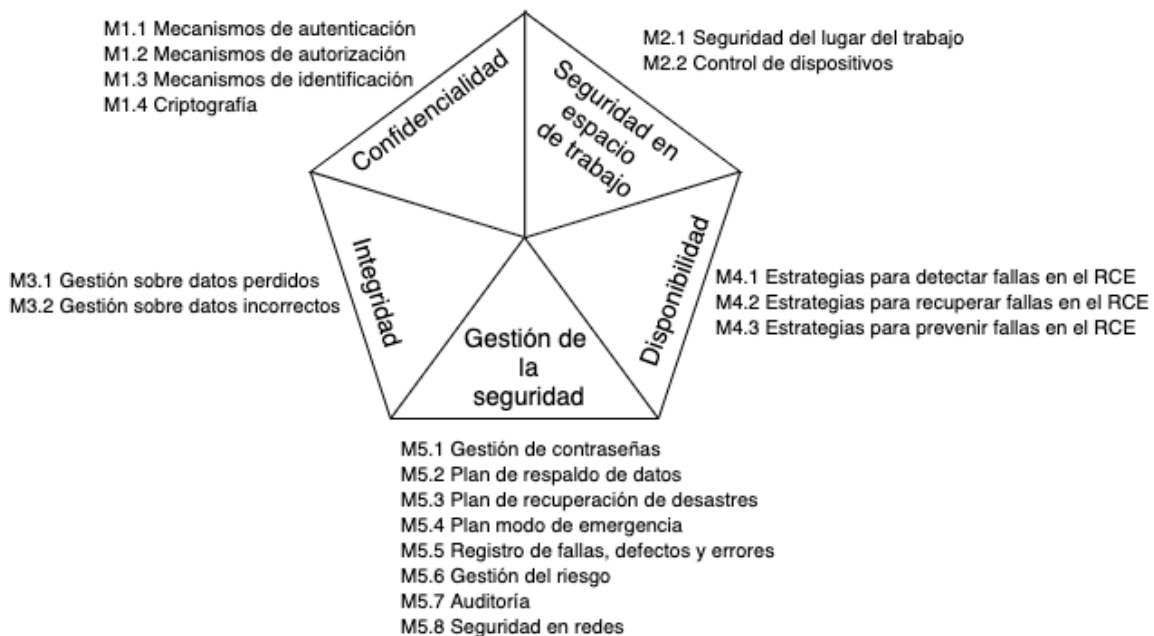 M1.1 Mecanismos de autenticación
M1.2 Mecanismos de autorización
M1.3 Mecanismos de identificación
M1.4 Criptografía
M2.1 Seguridad del lugar del trabajo
M2.2 Control de dispositivos
Confidencialidad
Seguridad en
espacio
de trabajo
Integridad
Disponibilidad
M3.1 Gestión sobre datos perdidos
M3.2 Gestión sobre datos incorrectos
M4.1 Estrategias para detectar fallas en el RCE
M4.2 Estrategias para recuperar fallas en el RCE
M4.3 Estrategias para prevenir fallas en el RCE
Gestión de
la
seguridad
M5.1 Gestión de contraseñas
M5.2 Plan de respaldo de datos
M5.3 Plan de recuperación de desastres
M5.4 Plan modo de emergencia
M5.5 Registro de fallas, defectos y errores
M5.6 Gestión del riesgo
M5.7 Auditoría
M5.8 Seguridad en redes